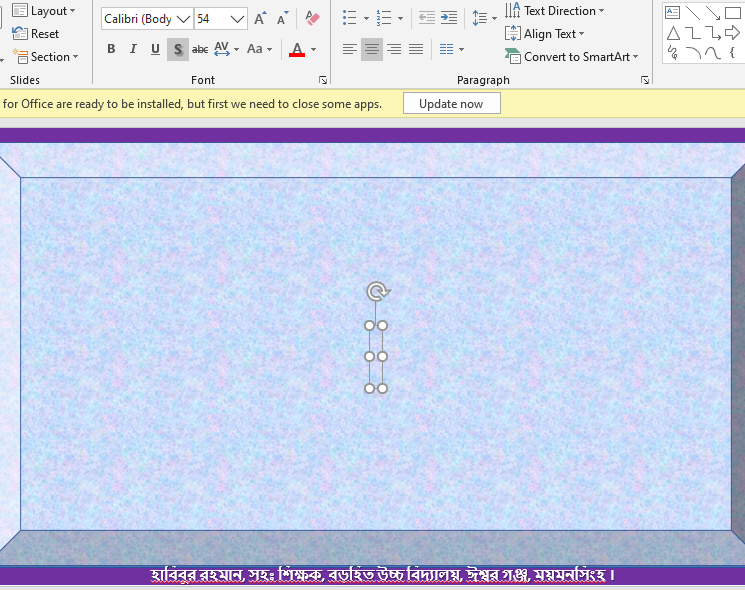 Layout
Reset
Section
Slides
Calibri (Body 54 A A A
B I U S abc AV Aa A
Font
Text Direction
Align Text
Convert to SmartArt
Paragraph
for Office are ready to be installed, but first we need to close some apps. Update now
হাবিবুর রহমান, সহঃ শিক্ষক, বড়হিত উচ্চ বিদ্যালয়, ঈশ্বর গঞ্জ, ময়মনসিংহ ।